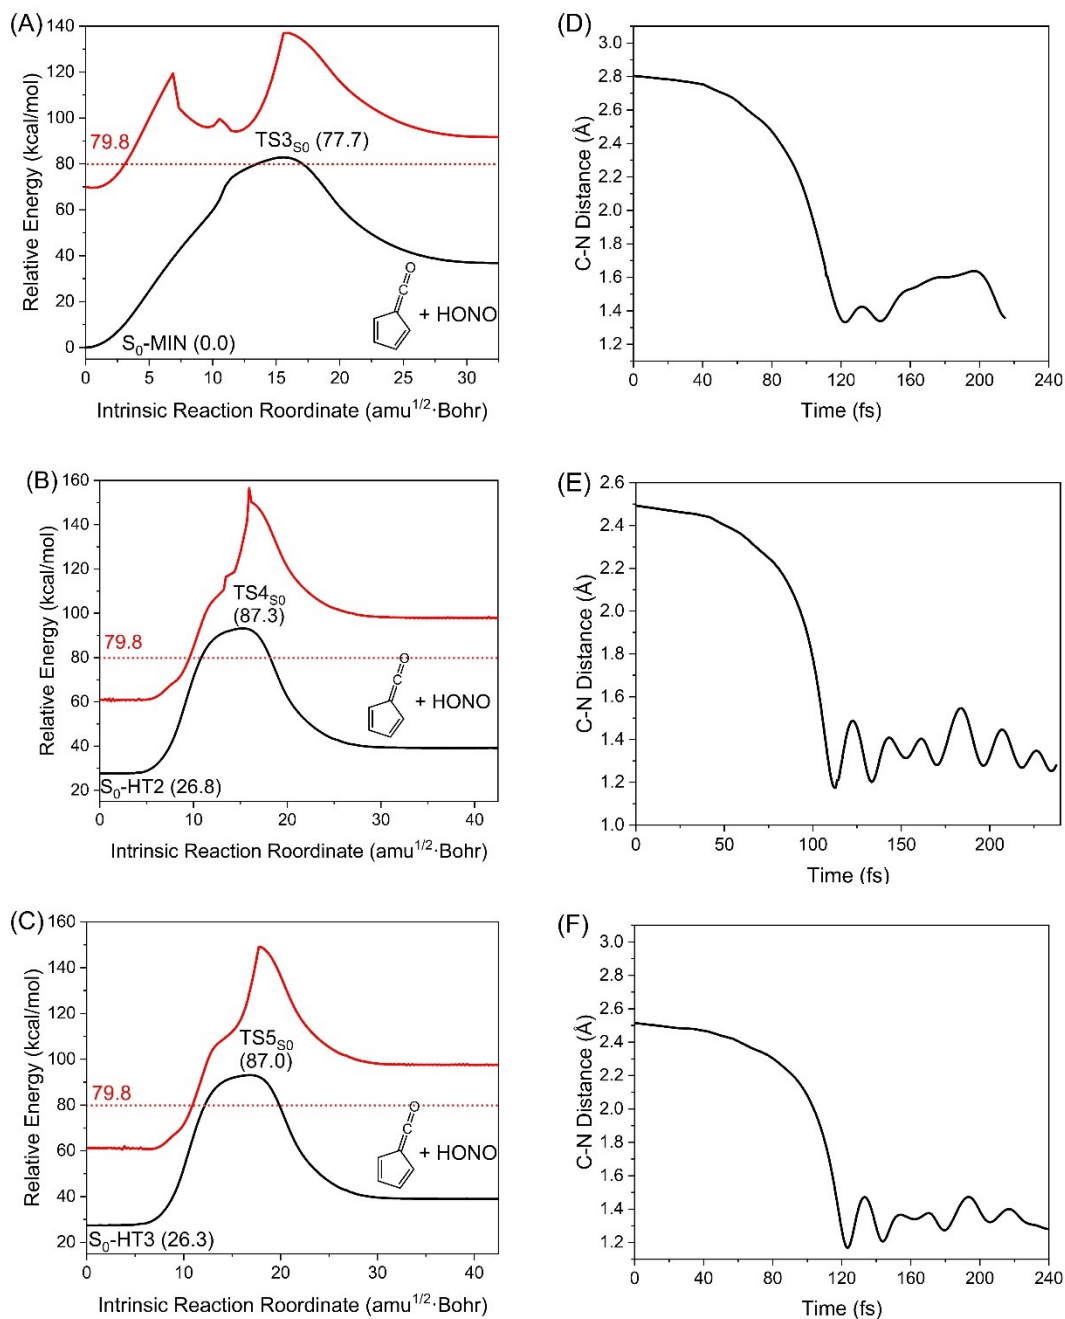 (A)
140
120
100
80
60
40
20
0
Relative Energy (kcal/mol)
79.8
TS3S0 (77.7)
S0-MIN (0.0)
O
C
+ HONO
0 5 10 15 20 25 30
Intrinsic Reaction Roordinate (amu1/2·Bohr)
(D)
3.0
2.8
2.6
2.4
2.2
2.0
1.8
1.6
1.4
1.2
C-N Distance (Å)
0 40 80 120 160 200 240
Time (fs)
(B)
160
140
120
100
80
60
40
20
Relative Energy (kcal/mol)
79.8
TS4S0
(87.3)
S0-HT2 (26.8)
O
C
+ HONO
0 10 20 30 40
Intrinsic Reaction Roordinate (amu1/2·Bohr)
(E)
2.6
2.4
2.2
2.0
1.8
1.6
1.4
1.2
1.0
C-N Distance (Å)
0 50 100 150 200
Time (fs)
(C)
160
140
120
100
80
60
40
20
Relative Energy (kcal/mol)
79.8
TS5S0
(87.0)
S0-HT3 (26.3)
O
C
+ HONO
0 10 20 30 40
Intrinsic Reaction Roordinate (amu1/2·Bohr)
(F)
3.0
2.8
2.6
2.4
2.2
2.0
1.8
1.6
1.4
1.2
C-N Distance (Å)
0 40 80 120 160 200 240
Time (fs)